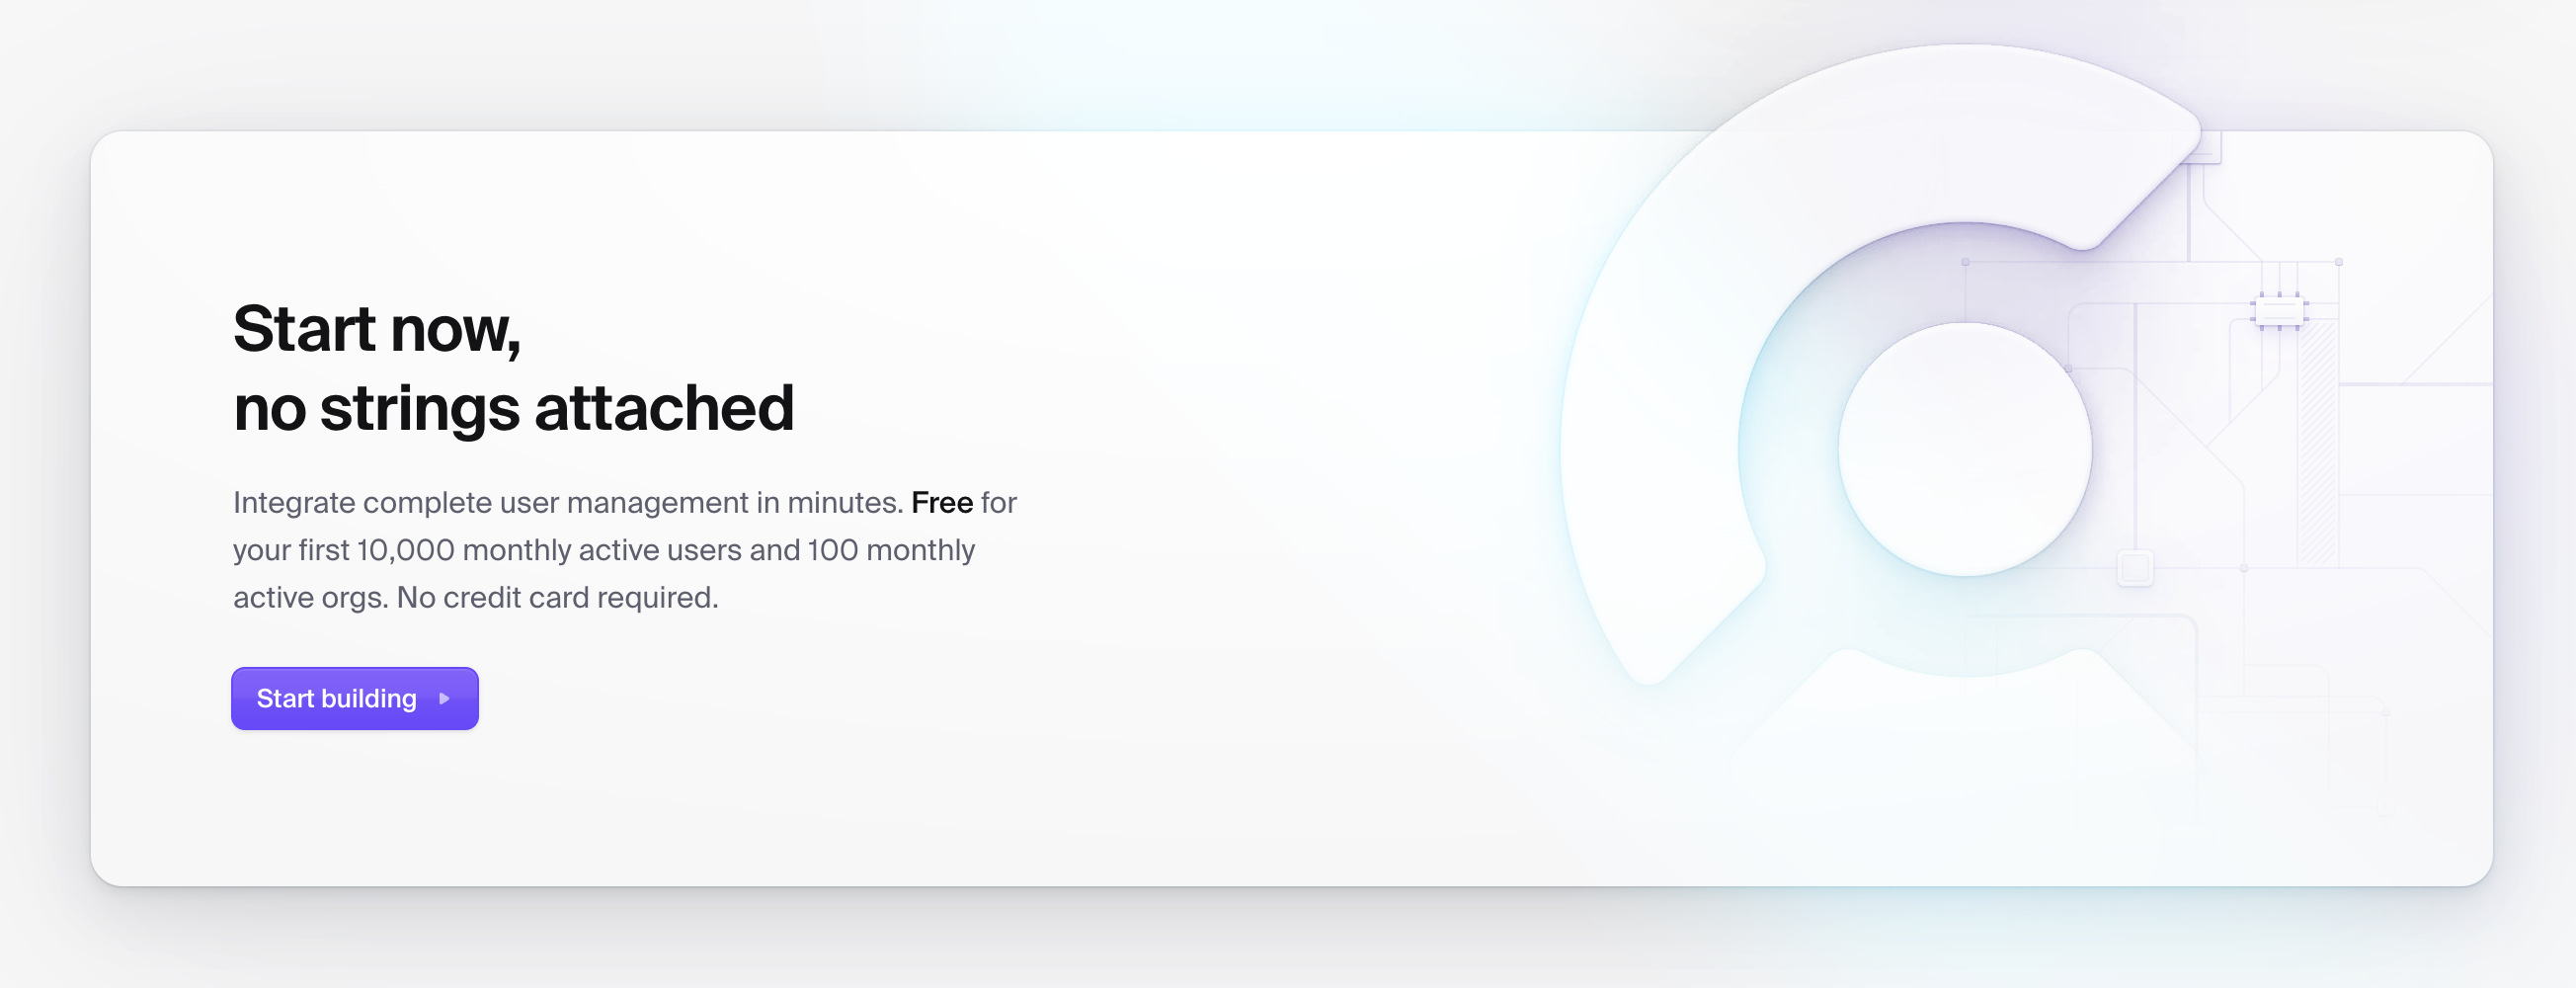 Start now,
no strings attached
Integrate complete user management in minutes. Free for
your first 10,000 monthly active users and 100 monthly
active orgs. No credit card required.
Start building